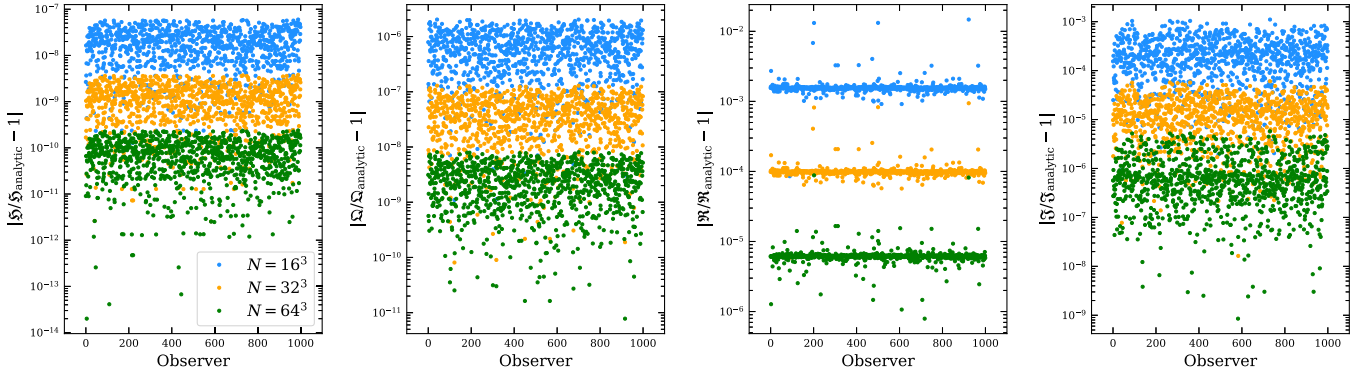 |ℌ/ℌ_analytic − 1|
10⁻⁷
10⁻⁸
10⁻⁹
10⁻¹⁰
10⁻¹¹
10⁻¹²
10⁻¹³
10⁻¹⁴
N = 16³
N = 32³
N = 64³
0 200 400 600 800 1000
Observer
|𝔔/𝔔_analytic − 1|
10⁻⁶
10⁻⁷
10⁻⁸
10⁻⁹
10⁻¹⁰
10⁻¹¹
0 200 400 600 800 1000
Observer
|ℜ/ℜ_analytic − 1|
10⁻²
10⁻³
10⁻⁴
10⁻⁵
10⁻⁶
0 200 400 600 800 1000
Observer
|𝔍/𝔍_analytic − 1|
10⁻³
10⁻⁴
10⁻⁵
10⁻⁶
10⁻⁷
10⁻⁸
10⁻⁹
0 200 400 600 800 1000
Observer